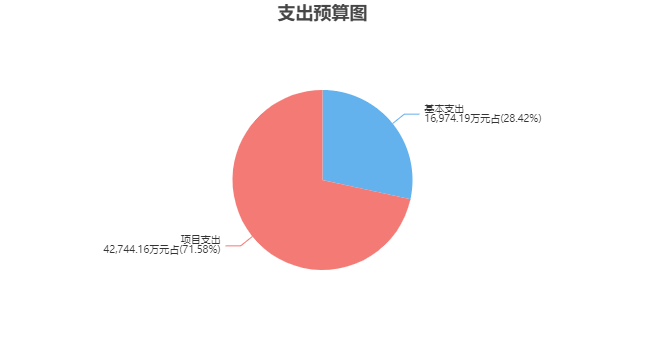 支出预算图
基本支出
16,974.19万元占(28.42%)
项目支出
42,744.16万元占(71.58%)